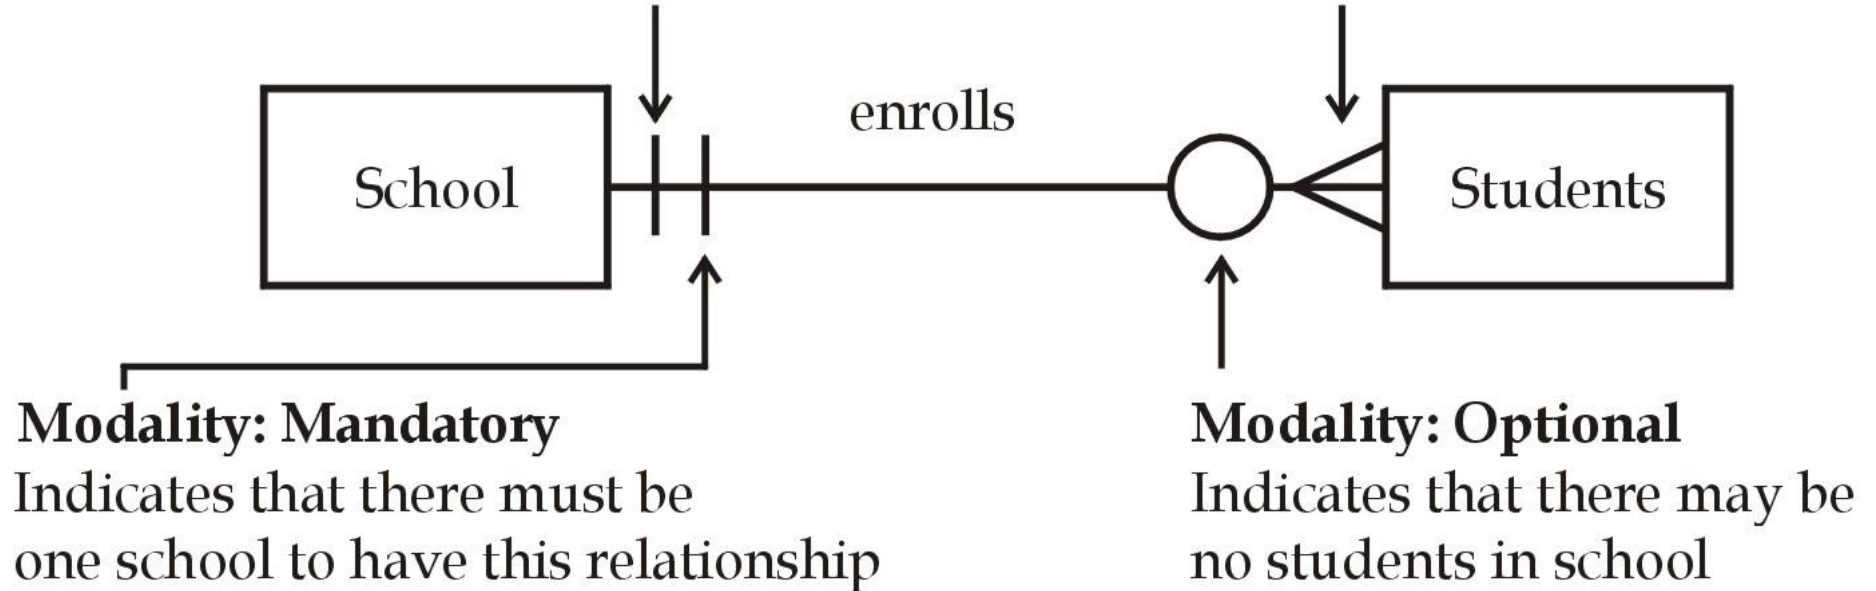 enrolls
School
Students
Modality: Mandatory
Indicates that there must be
one school to have this relationship
Modality: Optional
Indicates that there may be
no students in school